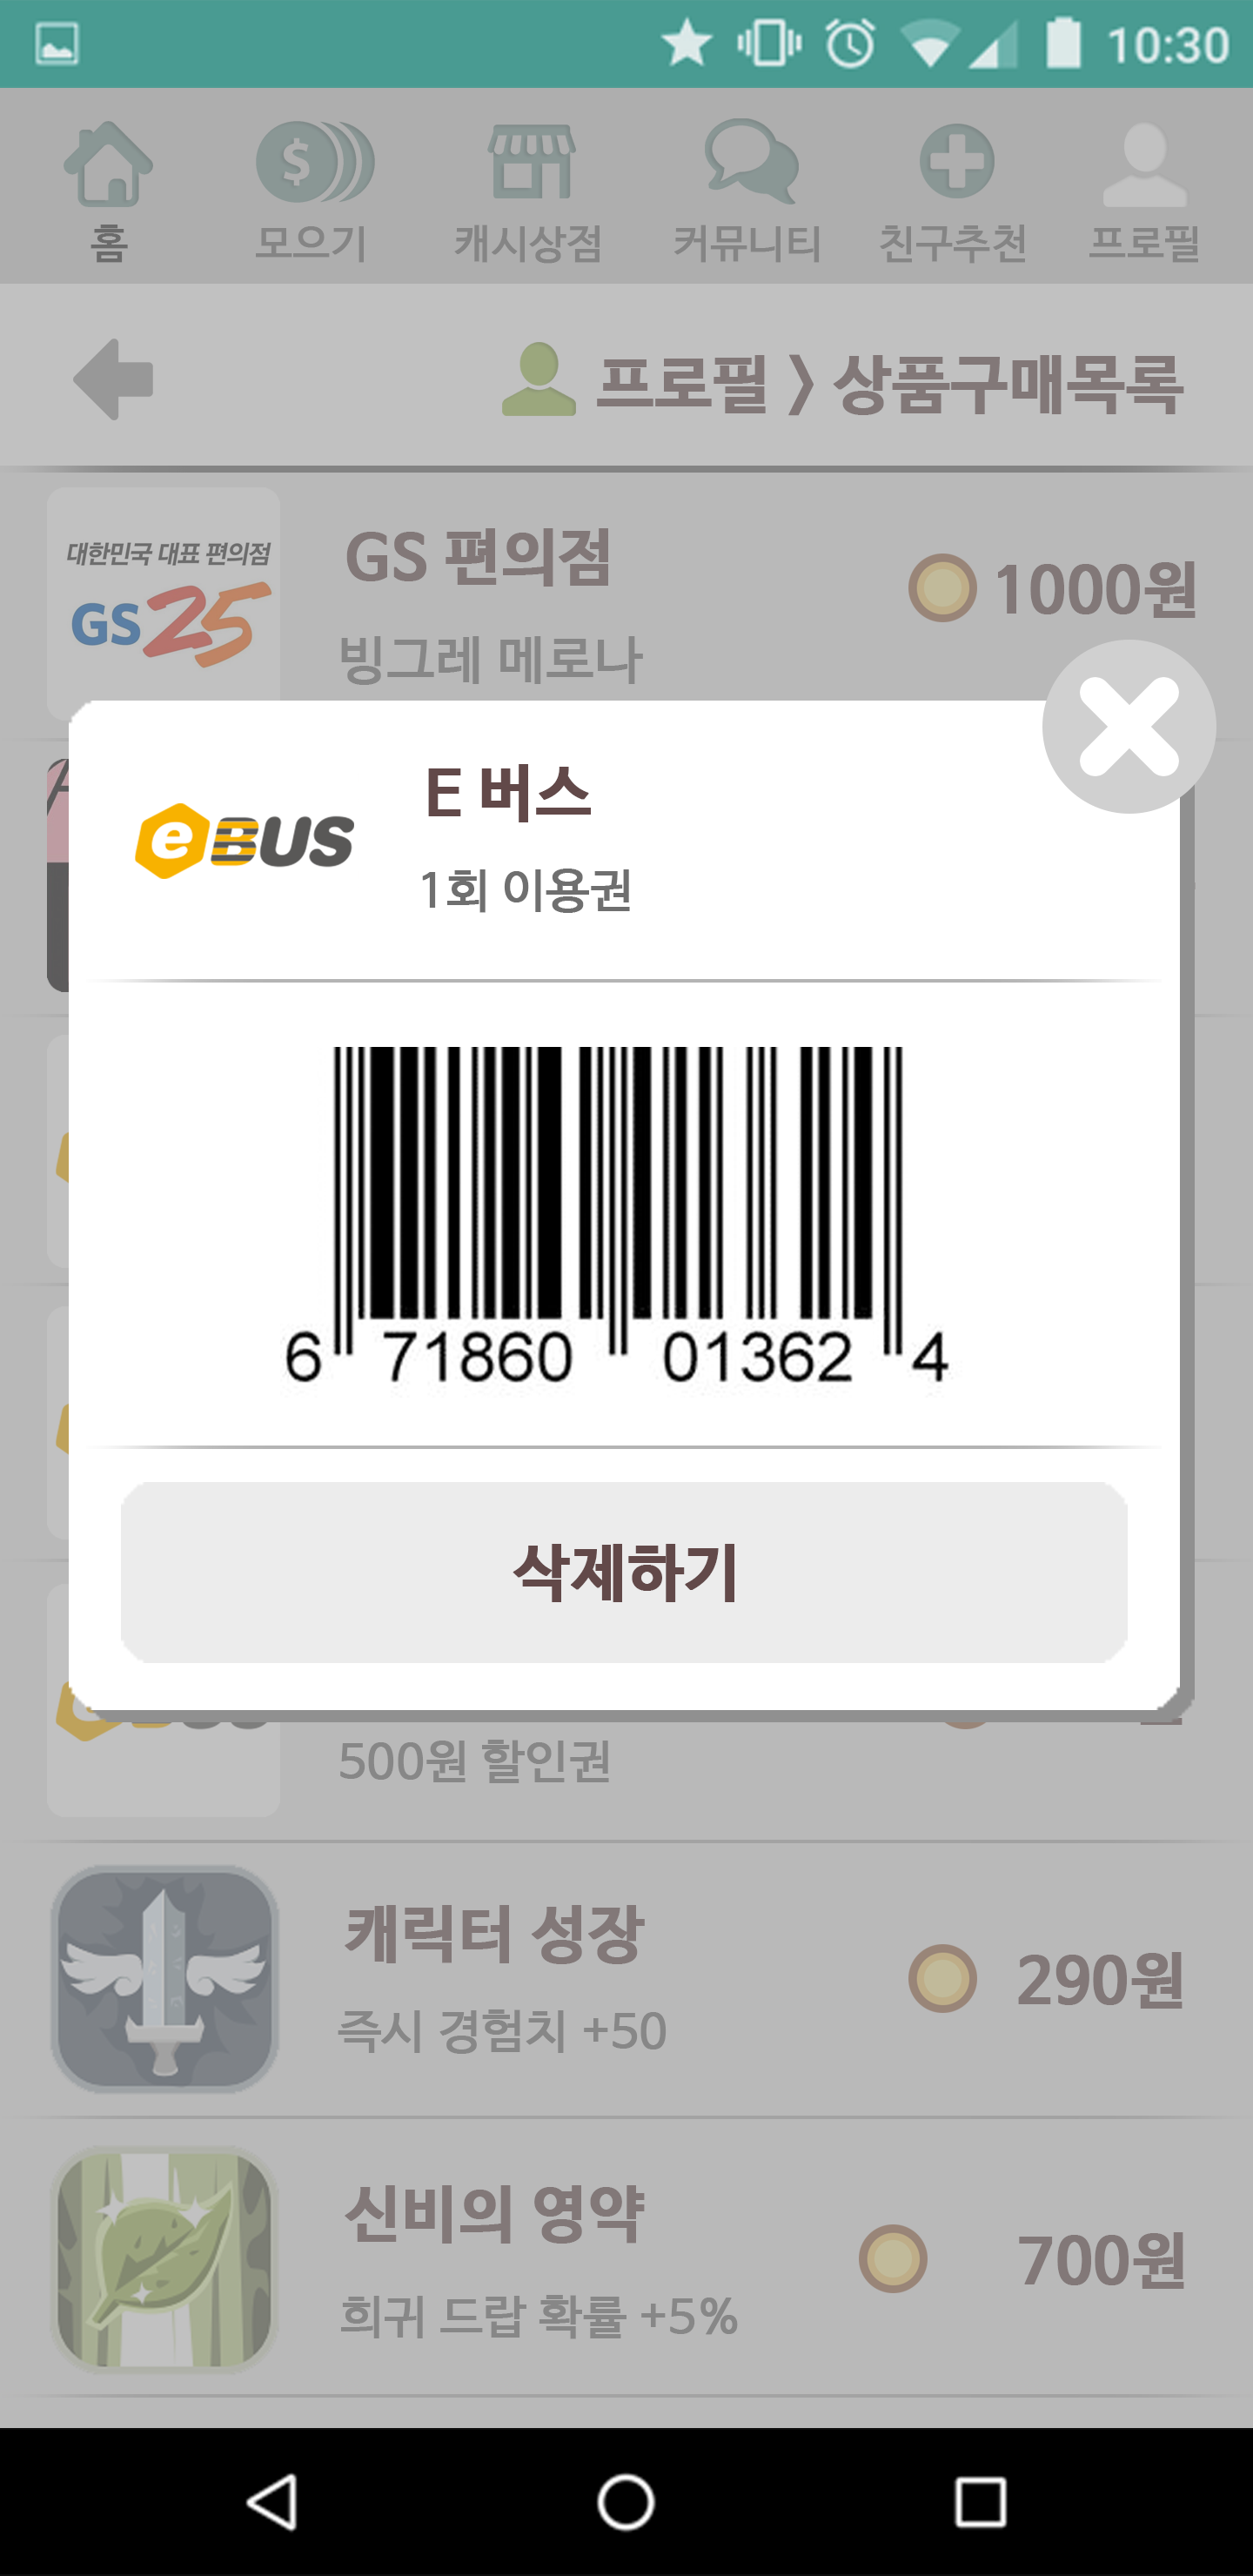 10:30
홈 모으기 캐시상점 커뮤니티 친구추천 프로필
프로필 > 상품구매목록
대한민국 대표 편의점
GS25
GS 편의점
1000원
빙그레 메로나
eBUS
E 버스
1회 이용권
6 71860 01362 4
삭제하기
500원 할인권
캐릭터 성장
290원
즉시 경험치 +50
신비의 영약
700원
희귀 드랍 확률 +5%